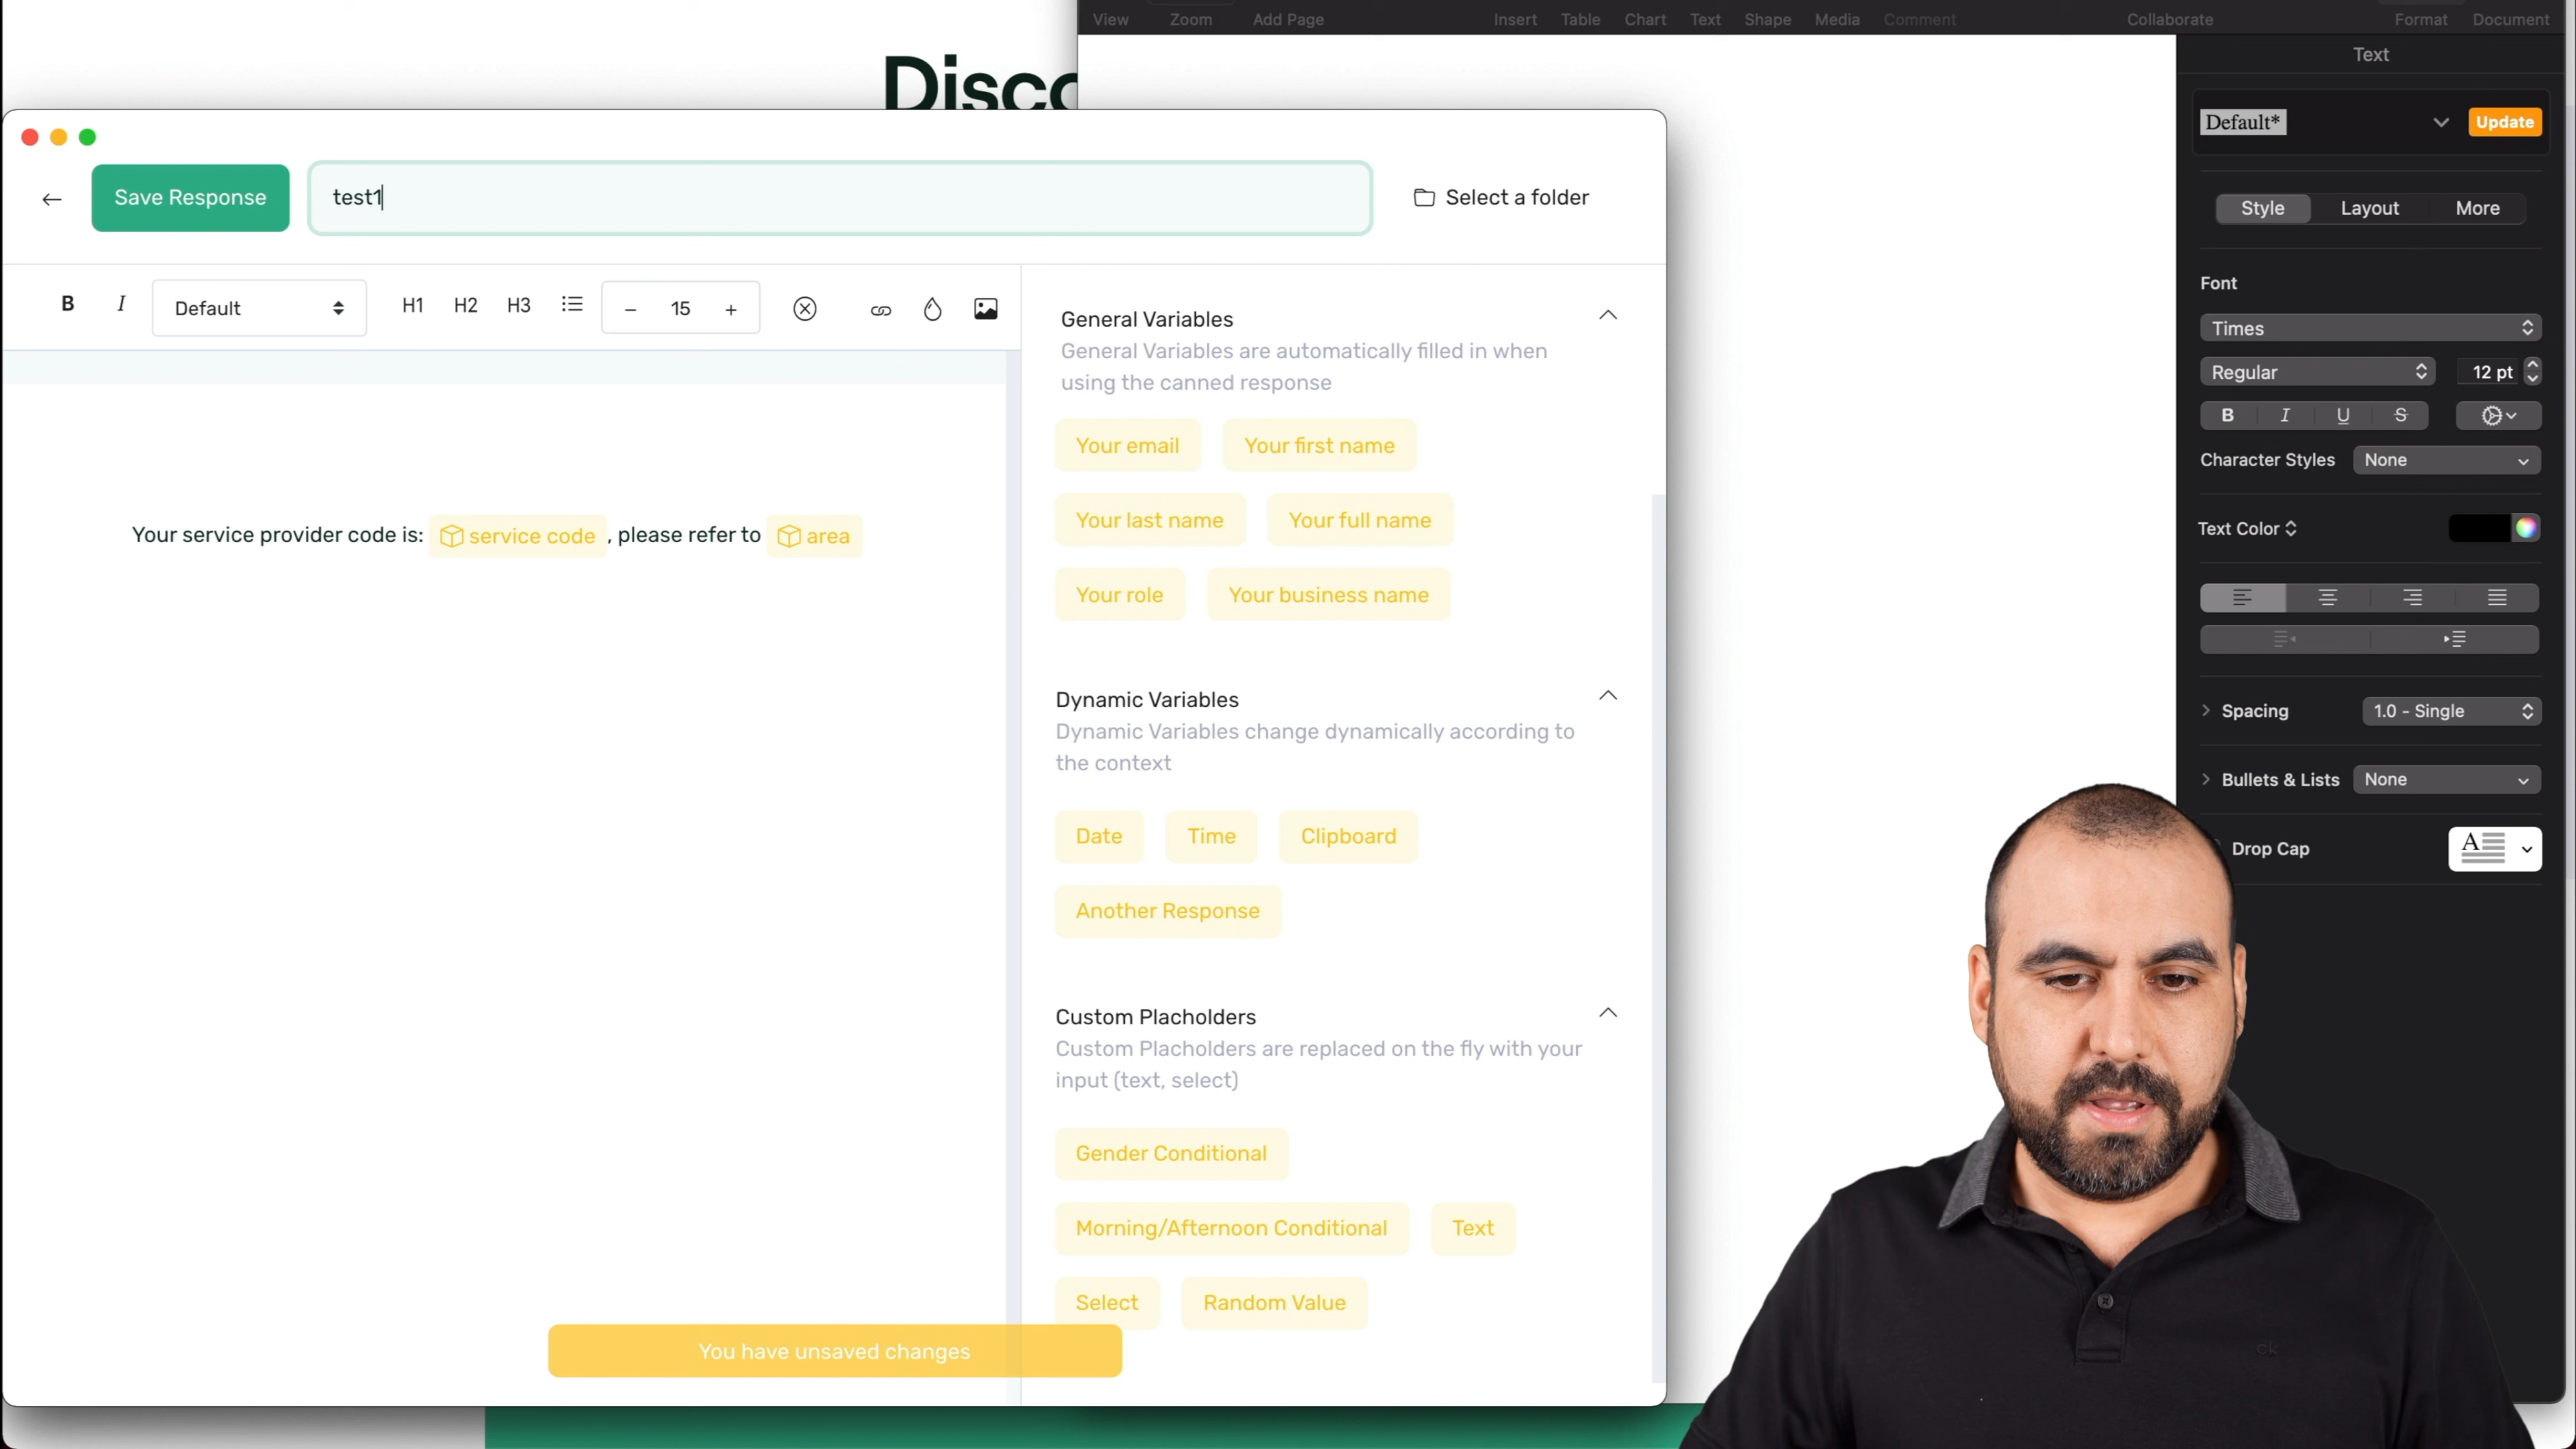 View Zoom Add Page Insert Table Chart Text Shape Media Comment Collaborate Format Document
Disco
Save Response test1 Select a folder
B I Default H1 H2 H3 15
Your service provider code is: service code , please refer to area
General Variables
General Variables are automatically filled in when
using the canned response
Your email Your first name
Your last name Your full name
Your role Your business name
Dynamic Variables
Dynamic Variables change dynamically according to
the context
Date Time Clipboard
Another Response
Custom Placholders
Custom Placholders are replaced on the fly with your
input (text, select)
Gender Conditional
Morning/Afternoon Conditional Text
Select Random Value
You have unsaved changes
Text
Default* Update
Style Layout More
Font
Times
Regular 12 pt
B I U S
Character Styles None
Text Color
Spacing 1.0 - Single
Bullets & Lists None
Drop Cap
A
ck